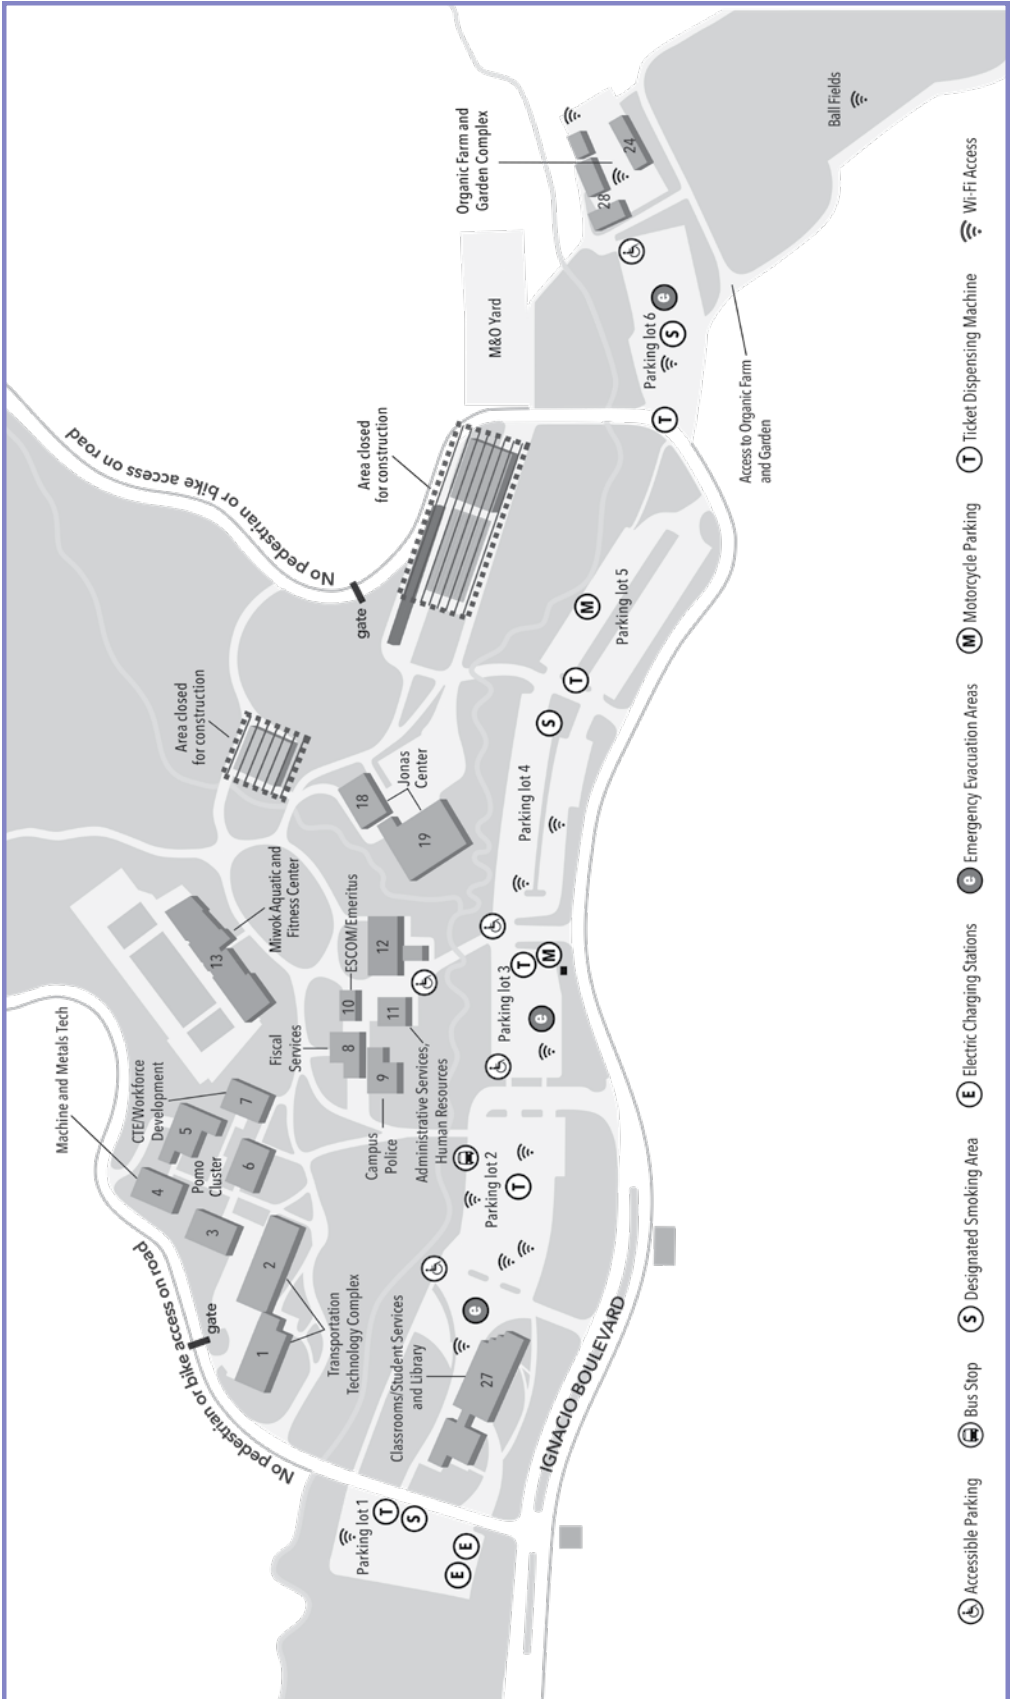 Parking lot 1
T
S
E
E
No pedestrian or bike access on road
gate
Transportation
Technology Complex
1
2
3
Machine and Metals Tech
4
CTE/Workforce
Development
5
Pomo
Cluster
6
7
Classrooms/Student Services
and Library
27
e
IGNACIO BOULEVARD
Parking lot 2
T
Campus
Police
9
Fiscal
Services
8
Administrative Services,
Human Resources
11
ESCOM/Emeritus
10
12
Miwok Aquatic and
Fitness Center
13
Parking lot 3
e
T
M
Jonas
Center
18
19
Parking lot 4
S
T
Area closed
for construction
gate
No pedestrian or bike access on road
Area closed
for construction
M
Parking lot 5
M&O Yard
T
Parking lot 6
S
e
Access to Organic Farm
and Garden
Organic Farm and
Garden Complex
28
24
Ball Fields
Accessible Parking
Bus Stop
S Designated Smoking Area
E Electric Charging Stations
e Emergency Evacuation Areas
M Motorcycle Parking
T Ticket Dispensing Machine
Wi-Fi Access